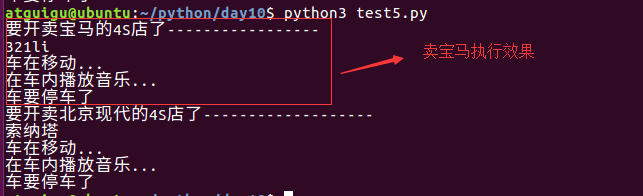 atguigu@ubuntu:~/python/day10$ python3 test5.py
要开卖宝马的4S店了-----------------
321li
车在移动...
在车内播放音乐...
车要停车了
卖宝马执行效果
要开卖北京现代的4S店了-------------------
索纳塔
车在移动...
在车内播放音乐...
车要停车了